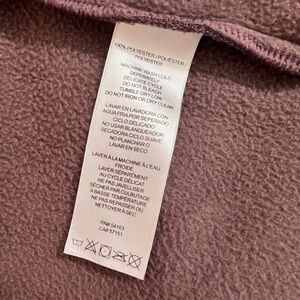 100% POLYESTER/POLIÉSTER/
POLYESTER
MACHINE WASH COLD
SEPARATELY
DELICATE CYCLE
DO NOT BLEACH
TUMBLE DRY LOW
DO NOT IRON OR DRY CLEAN
LAVAR EN LAVADORA CON
AGUA FRIA POR SEPERADO
CICLO DELICADO
NO USAR BLANQUEADOR
SECADORA CICLO SUAVE
NO PLANCHAR O
LAVAR EN SECO
LAVER À LA MACHINE À L'EAU
FROIDE
LAVER SÉPARÉMENT
AU CYCLE DÉLICAT
NE PAS JAVELLISER
SÉCHER PAR CULBUTAGE
À BASSE TEMPÉRATURE
NE PAS REPASSER OU
NETTOYER À SEC
RN# 54163
CA# 57151